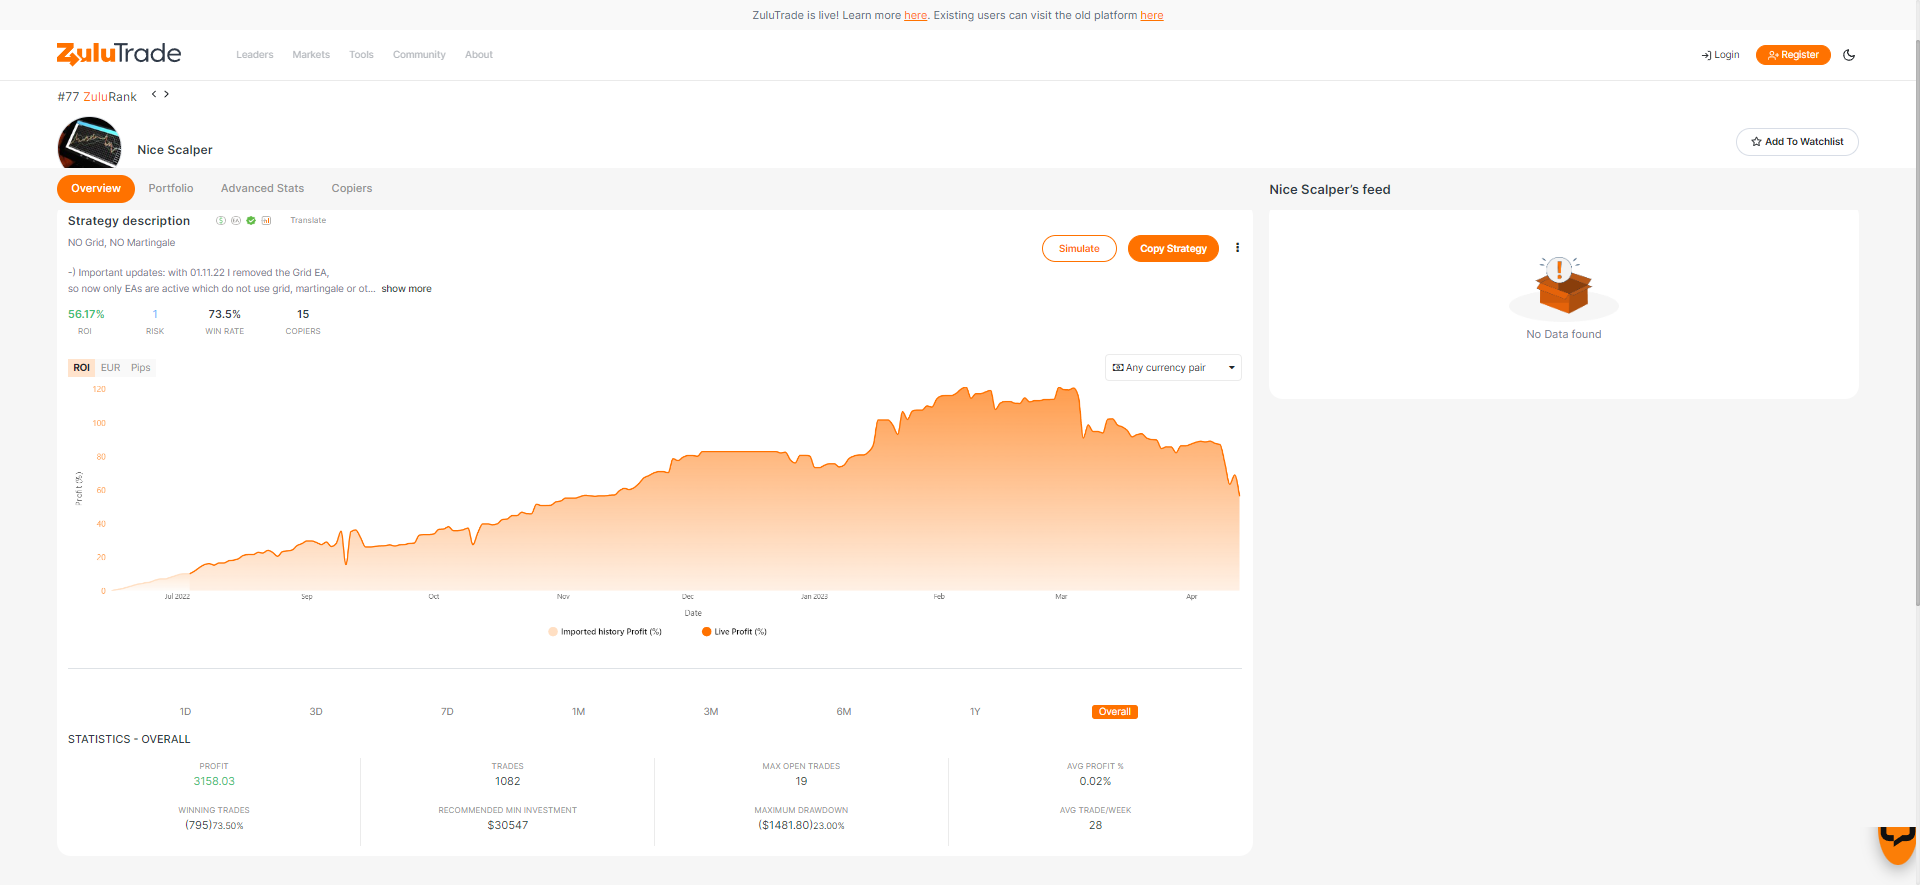 ZuluTrade is live! Learn more here. Existing users can visit the old platform here
ZuluTrade
Leaders Markets Tools Community About
Login Register
#77 ZuluRank < >
Nice Scalper
Add To Watchlist
Overview Portfolio Advanced Stats Copiers
Nice Scalper's feed
Strategy description Translate
NO Grid, NO Martingale
Simulate Copy Strategy
-) Important updates: with 01.11.22 I removed the Grid EA,
so now only EAs are active which do not use grid, martingale or ot... show more
56.17% 1 73.5% 15
ROI RISK WIN RATE COPIERS
No Data found
ROI EUR Pips
Any currency pair
120
100
80
60
40
20
0
Profit (%)
Jul 2022 Sep Oct Nov Dec Jan 2023 Feb Mar Apr
Date
Imported history Profit (%) Live Profit (%)
1D 3D 7D 1M 3M 6M 1Y Overall
STATISTICS - OVERALL
PROFIT TRADES MAX OPEN TRADES AVG PROFIT %
3158.03 1082 19 0.02%
WINNING TRADES RECOMMENDED MIN INVESTMENT MAXIMUM DRAWDOWN AVG TRADE/WEEK
(795)73.50% $30547 ($1481.80)23.00% 28